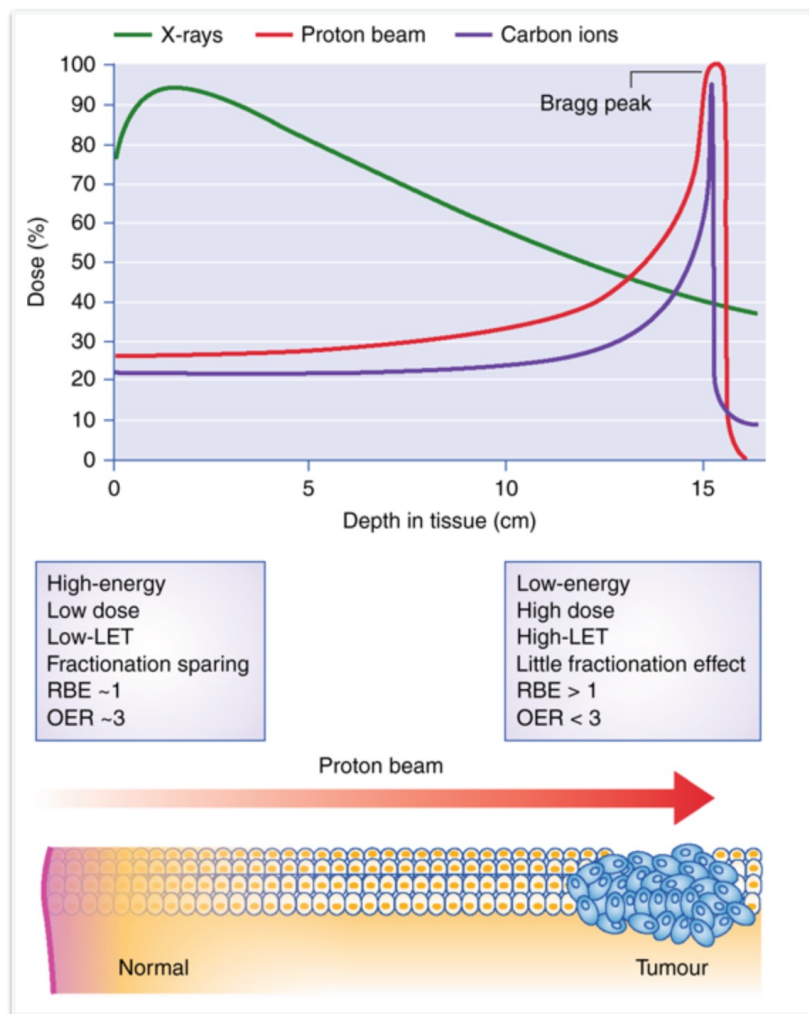 X-rays Proton beam Carbon ions
100
90
80
70
60
50
40
30
20
10
0
Dose (%)
Bragg peak
0 5 10 15
Depth in tissue (cm)
High-energy
Low dose
Low-LET
Fractionation sparing
RBE ~1
OER ~3
Low-energy
High dose
High-LET
Little fractionation effect
RBE > 1
OER < 3
Proton beam
Normal Tumour